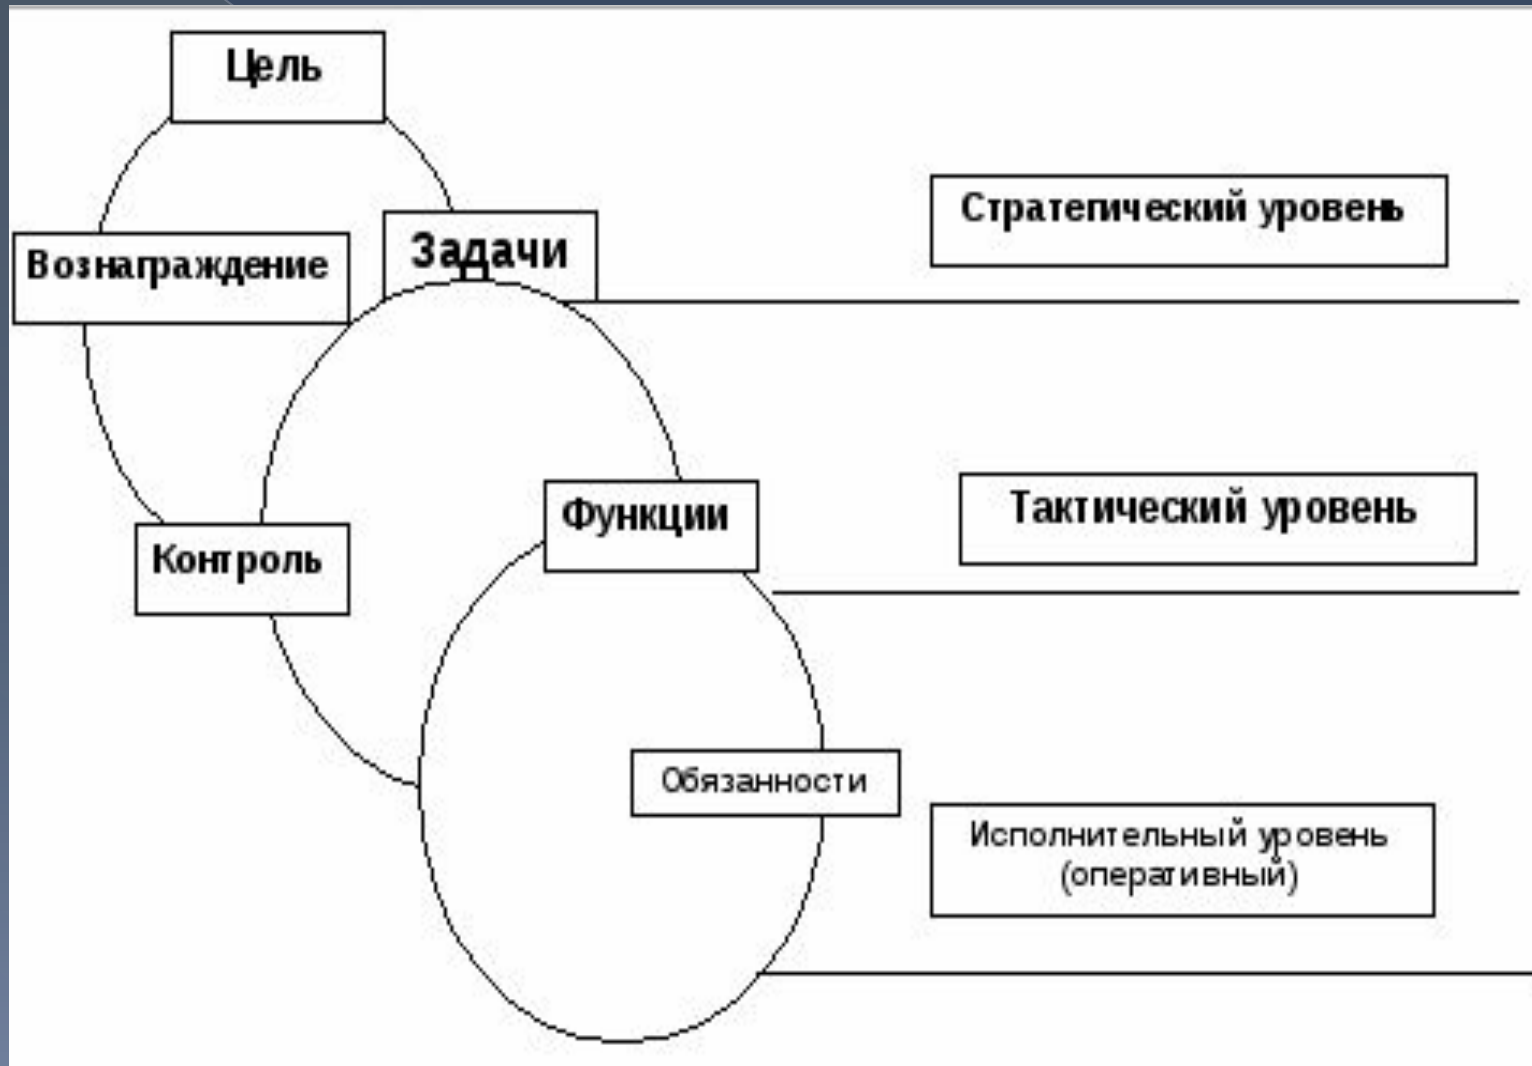 Цель
Стратегический уровень
Задачи
Вознаграждение
Тактический уровень
Функции
Контроль
Обязанности
Исполнительный уровень
(оперативный)